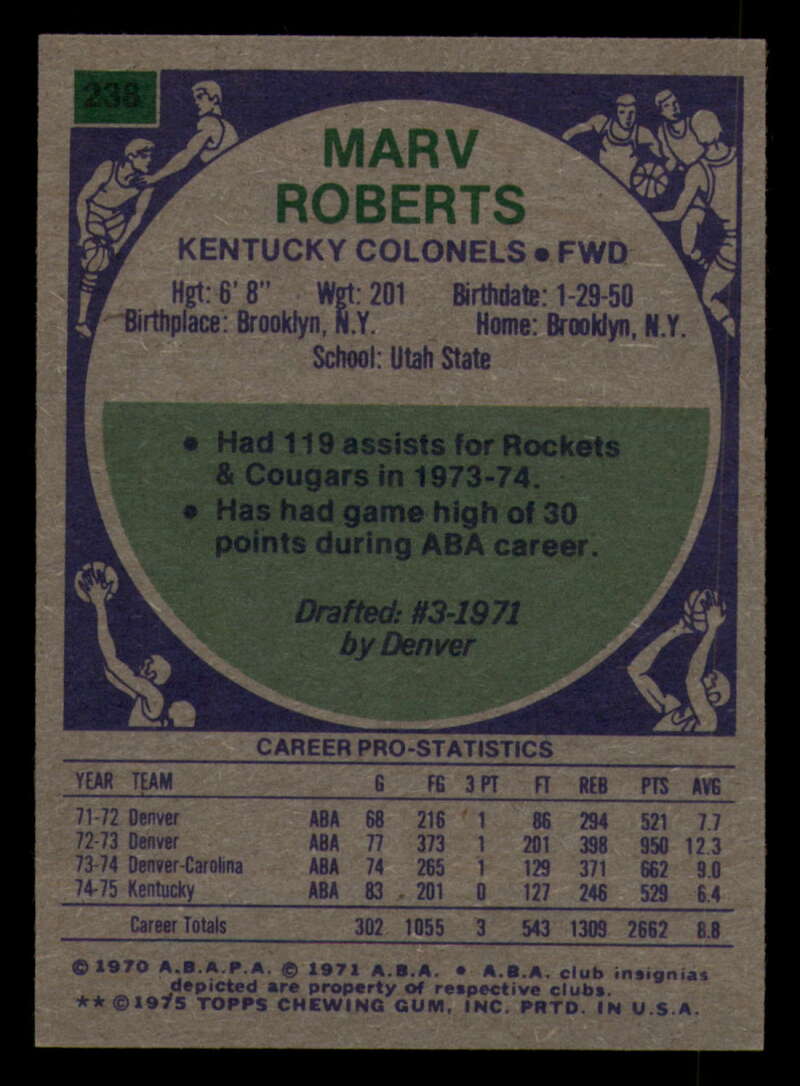 238
MARV
ROBERTS
KENTUCKY COLONELS • FWD
Hgt: 6' 8" Wgt: 201 Birthdate: 1-29-50
Birthplace: Brooklyn, N.Y. Home: Brooklyn, N.Y.
School: Utah State
• Had 119 assists for Rockets
& Cougars in 1973-74.
• Has had game high of 30
points during ABA career.
Drafted: #3-1971
by Denver
CAREER PRO-STATISTICS
YEAR TEAM G FG 3 PT FT REB PTS AVG
71-72 Denver ABA 68 216 1 86 294 521 7.7
72-73 Denver ABA 77 373 1 201 398 950 12.3
73-74 Denver-Carolina ABA 74 265 1 129 371 662 9.0
74-75 Kentucky ABA 83 201 0 127 246 529 6.4
Career Totals 302 1055 3 543 1309 2662 8.8
© 1970 A.B.A.P.A. © 1971 A.B.A. • A.B.A. club insignias
depicted are property of respective clubs.
** © 1975 TOPPS CHEWING GUM, INC. PRTD. IN U.S.A.